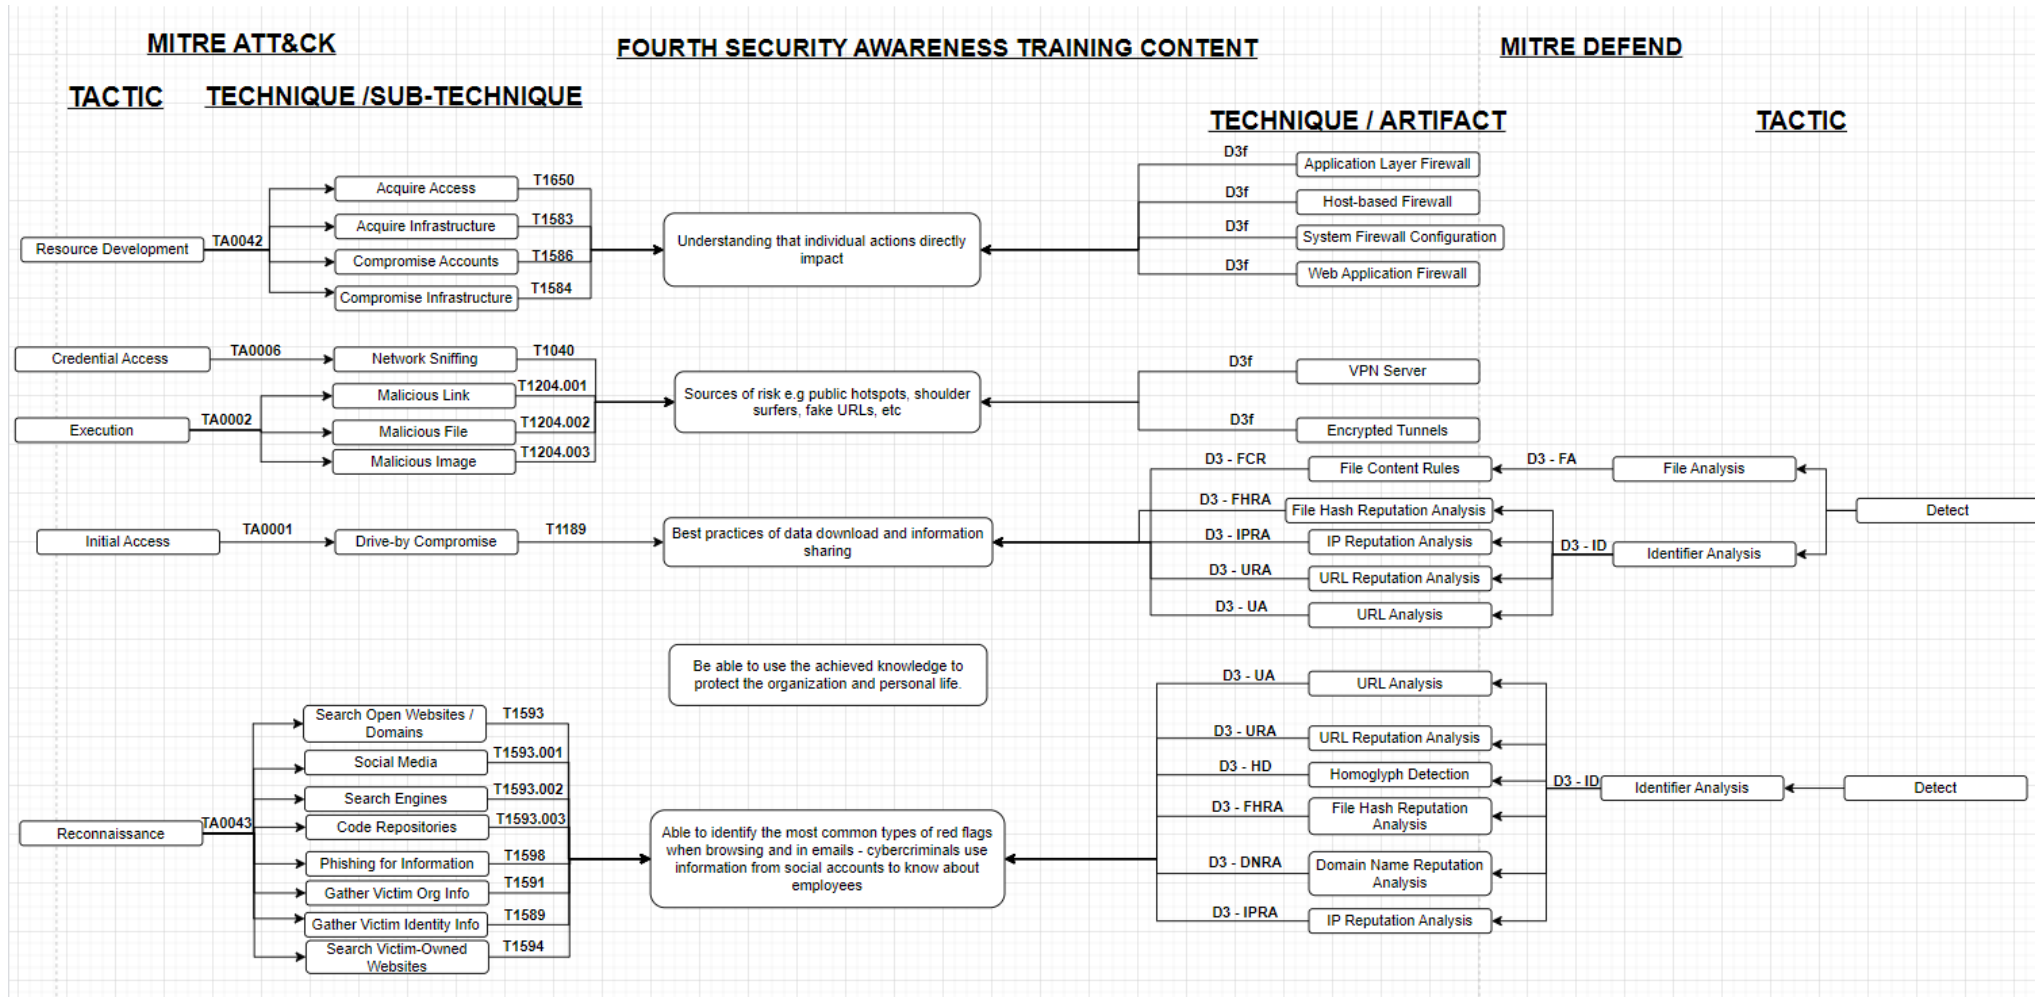 MITRE ATT&CK
FOURTH SECURITY AWARENESS TRAINING CONTENT
MITRE DEFEND
TACTIC
TECHNIQUE /SUB-TECHNIQUE
TECHNIQUE / ARTIFACT
TACTIC
Resource Development
TA0042
Acquire Access
T1650
Acquire Infrastructure
T1583
Compromise Accounts
T1586
Compromise Infrastructure
T1584
Understanding that individual actions directly
impact
D3f
Application Layer Firewall
D3f
Host-based Firewall
D3f
System Firewall Configuration
D3f
Web Application Firewall
Credential Access
TA0006
Network Sniffing
T1040
Execution
TA0002
Malicious Link
T1204.001
Malicious File
T1204.002
Malicious Image
T1204.003
Sources of risk e.g public hotspots, shoulder
surfers, fake URLs, etc
D3f
VPN Server
D3f
Encrypted Tunnels
Initial Access
TA0001
Drive-by Compromise
T1189
Best practices of data download and information
sharing
D3 - FCR
File Content Rules
D3 - FA
File Analysis
D3 - FHRA
File Hash Reputation Analysis
D3 - IPRA
IP Reputation Analysis
D3 - URA
URL Reputation Analysis
D3 - UA
URL Analysis
D3 - ID
Identifier Analysis
Detect
Be able to use the achieved knowledge to
protect the organization and personal life.
Reconnaissance
TA0043
Search Open Websites /
Domains
T1593
Social Media
T1593.001
Search Engines
T1593.002
Code Repositories
T1593.003
Phishing for Information
T1598
Gather Victim Org Info
T1591
Gather Victim Identity Info
T1589
Search Victim-Owned
Websites
T1594
Able to identify the most common types of red flags
when browsing and in emails - cybercriminals use
information from social accounts to know about
employees
D3 - UA
URL Analysis
D3 - URA
URL Reputation Analysis
D3 - HD
Homoglyph Detection
D3 - FHRA
File Hash Reputation
Analysis
D3 - DNRA
Domain Name Reputation
Analysis
D3 - IPRA
IP Reputation Analysis
D3 - ID
Identifier Analysis
Detect